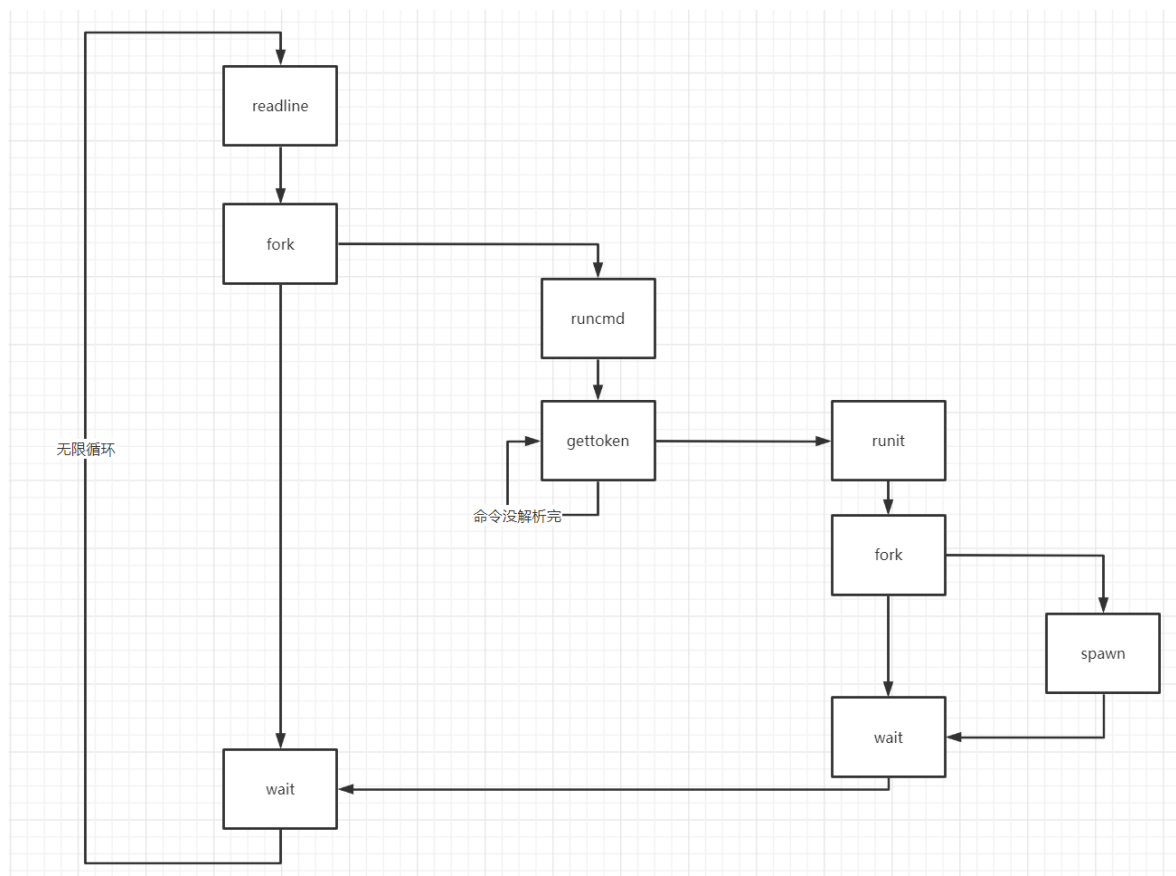 readline
fork
runcmd
gettoken
runit
无限循环
命令没解析完
fork
spawn
wait
wait